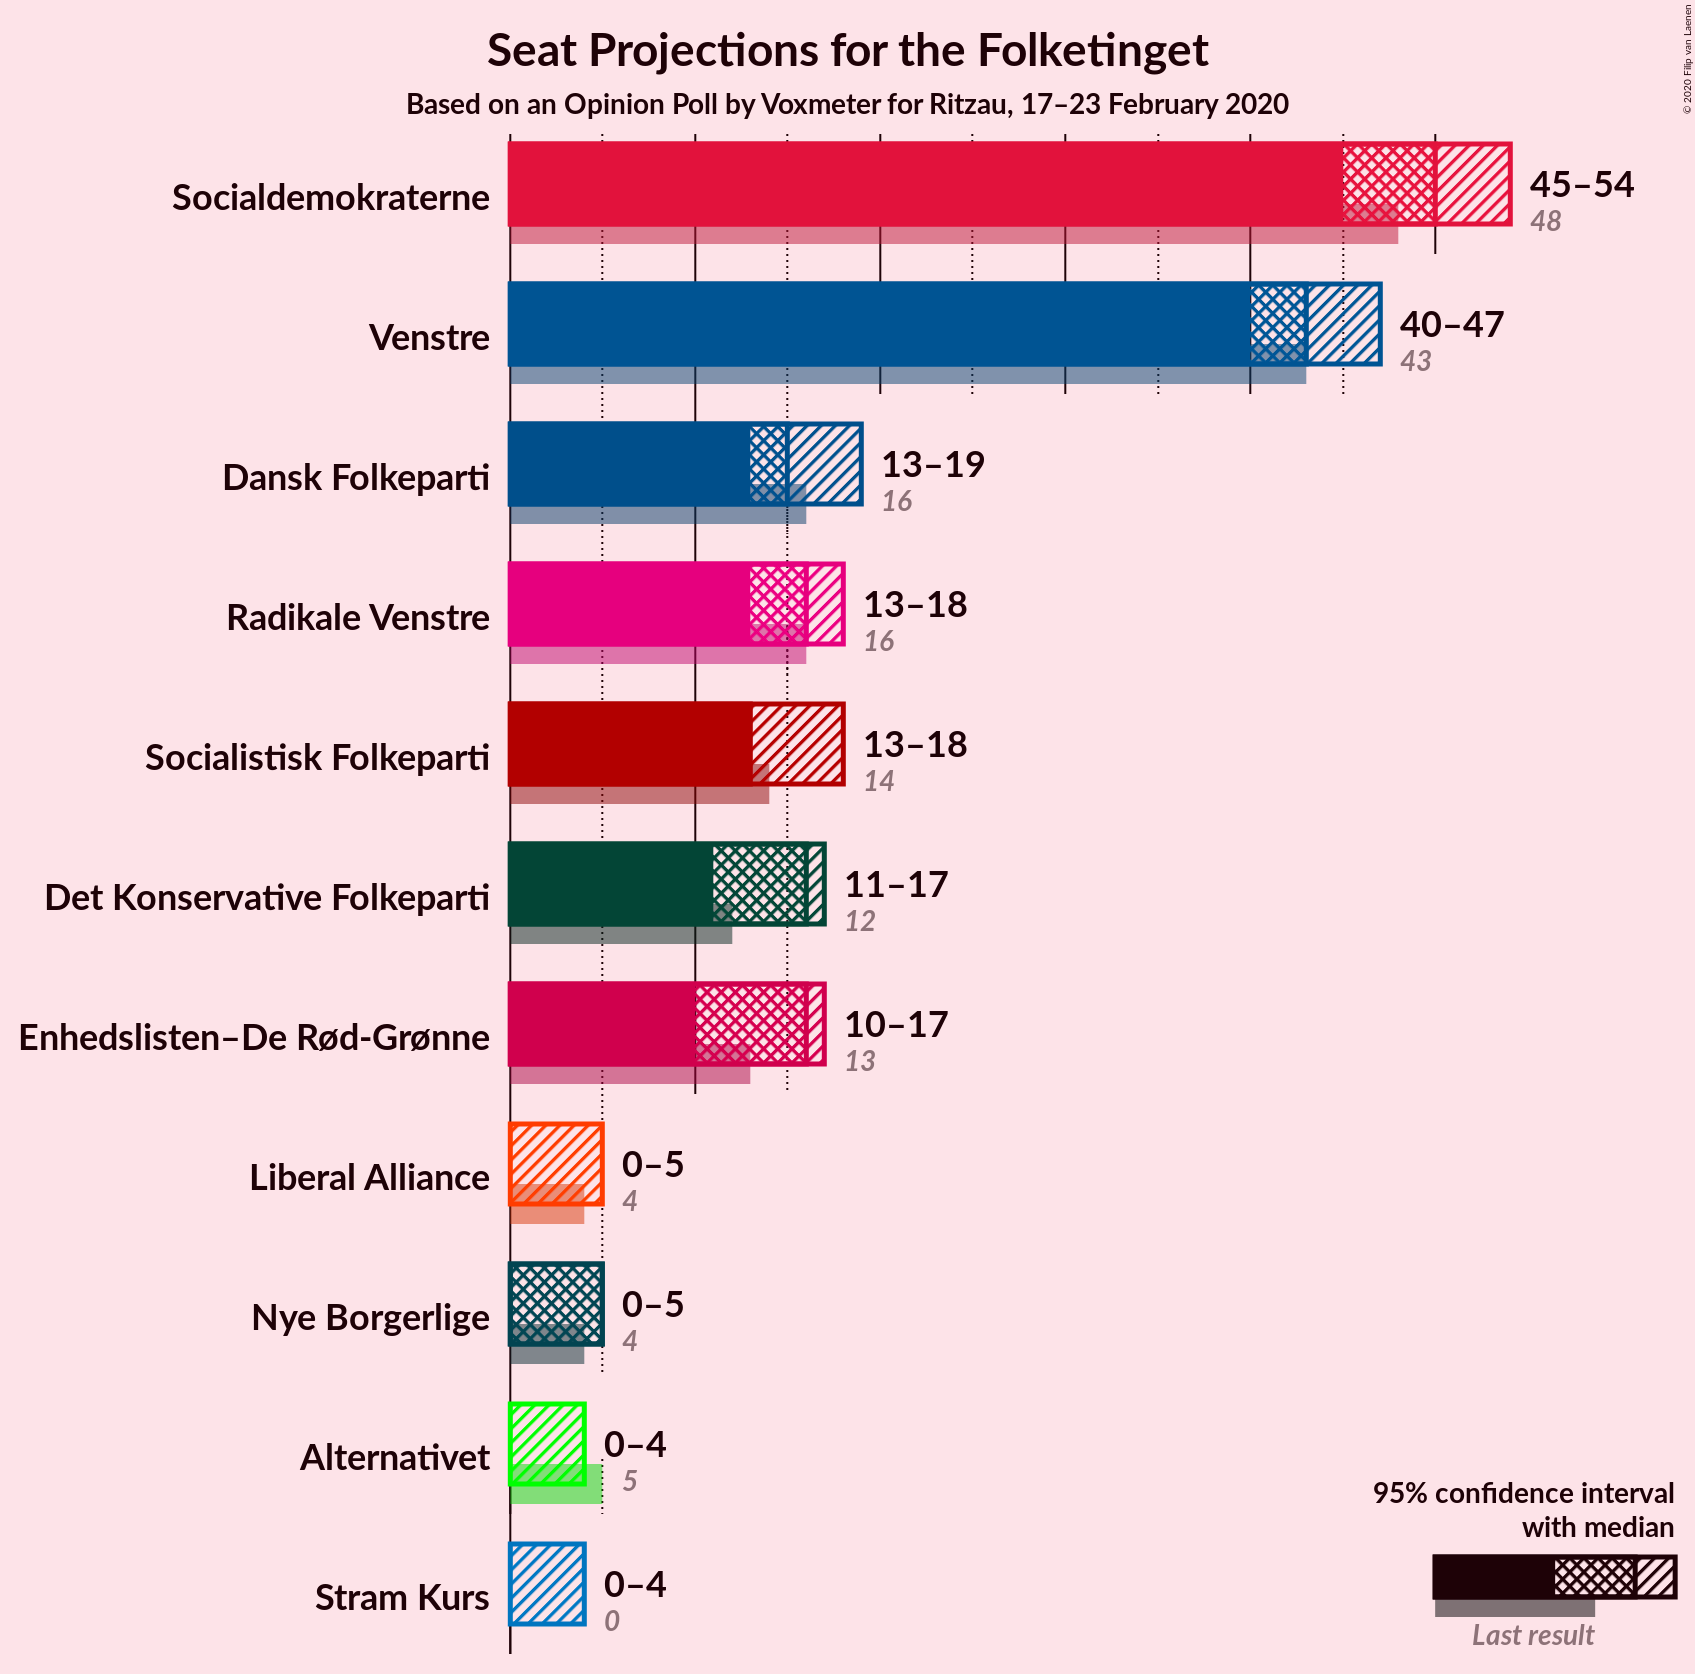 Seat Projections for the Folketinget
Based on an Opinion Poll by Voxmeter for Ritzau, 17–23 February 2020
© 2020 Filip van Laenen
Socialdemokraterne
45–54
48
Venstre
40–47
43
Dansk Folkeparti
13–19
16
Radikale Venstre
13–18
16
Socialistisk Folkeparti
13–18
14
Det Konservative Folkeparti
11–17
12
Enhedslisten–De Rød-Grønne
10–17
13
Liberal Alliance
0–5
4
Nye Borgerlige
0–5
4
Alternativet
0–4
5
Stram Kurs
0–4
0
95% confidence interval
with median
Last result